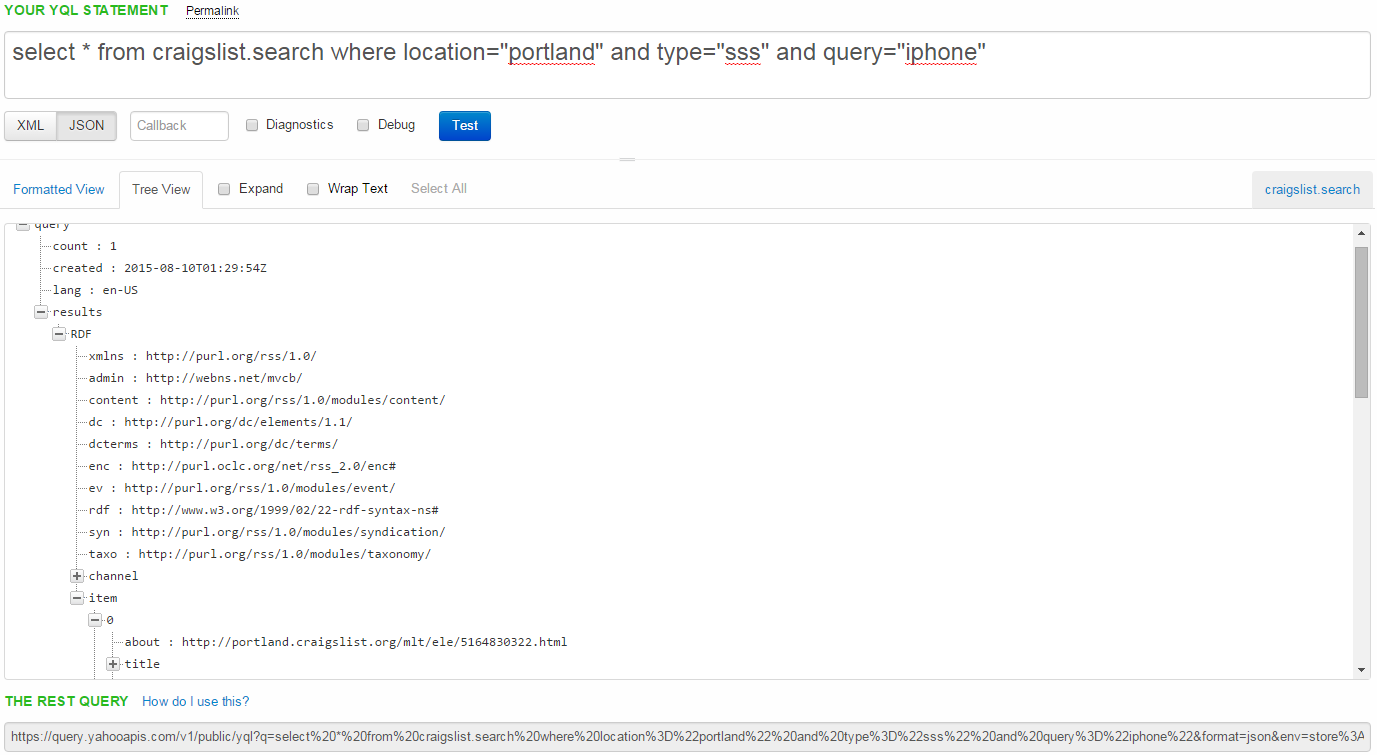 YOUR YQL STATEMENT Permalink
select * from craigslist.search where location="portland" and type="sss" and query="iphone"
XML JSON Callback Diagnostics Debug Test
Formatted View Tree View Expand Wrap Text Select All craigslist.search
query
count : 1
created : 2015-08-10T01:29:54Z
lang : en-US
results
RDF
xmlns : http://purl.org/rss/1.0/
admin : http://webns.net/mvcb/
content : http://purl.org/rss/1.0/modules/content/
dc : http://purl.org/dc/elements/1.1/
dcterms : http://purl.org/dc/terms/
enc : http://purl.oclc.org/net/rss_2.0/enc#
ev : http://purl.org/rss/1.0/modules/event/
rdf : http://www.w3.org/1999/02/22-rdf-syntax-ns#
syn : http://purl.org/rss/1.0/modules/syndication/
taxo : http://purl.org/rss/1.0/modules/taxonomy/
channel
item
0
about : http://portland.craigslist.org/mlt/ele/5164830322.html
title
THE REST QUERY How do I use this?
https://query.yahooapis.com/v1/public/yql?q=select%20*%20from%20craigslist.search%20where%20location%3D%22portland%22%20and%20type%3D%22sss%22%20and%20query%3D%22iphone%22&format=json&env=store%3A